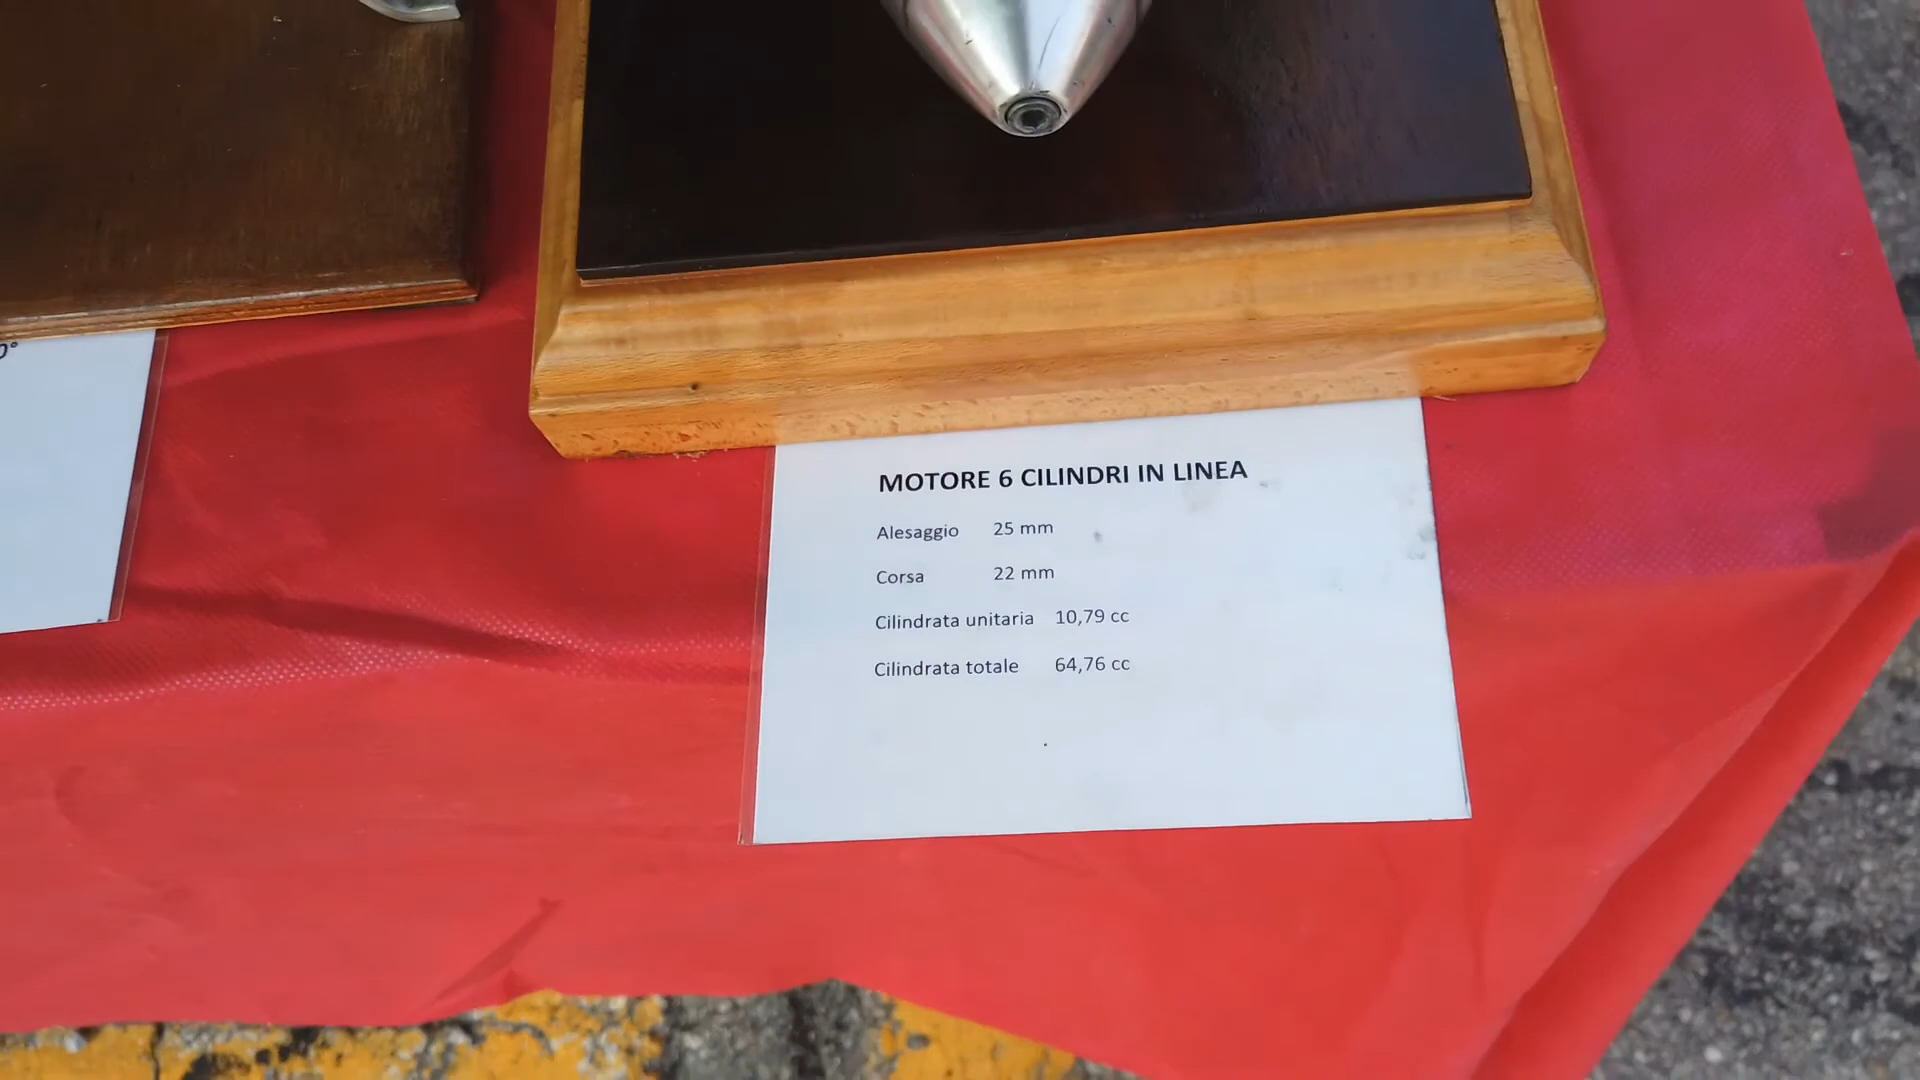 MOTORE 6 CILINDRI IN LINEA
Alesaggio 25 mm
Corsa 22 mm
Cilindrata unitaria 10,79 cc
Cilindrata totale 64,76 cc